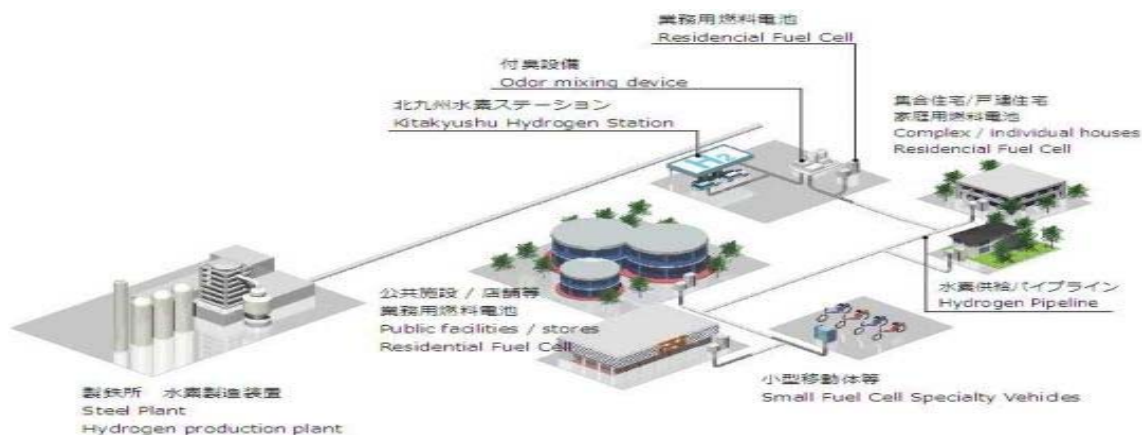 業務用燃料電池
Residencial Fuel Cell
付臭設備
Odor mixing device
北九州水素ステーション
Kitakyushu Hydrogen Station
集合住宅/戸建住宅
家庭用燃料電池
Complex / individual houses
Residencial Fuel Cell
H2
公共施設 / 店舗等
業務用燃料電池
Public facilities / stores
Residential Fuel Cell
水素供給パイプライン
Hydrogen Pipeline
小型移動体等
Small Fuel Cell Specialty Vehicles
製鉄所 水素製造装置
Steel Plant
Hydrogen production plant